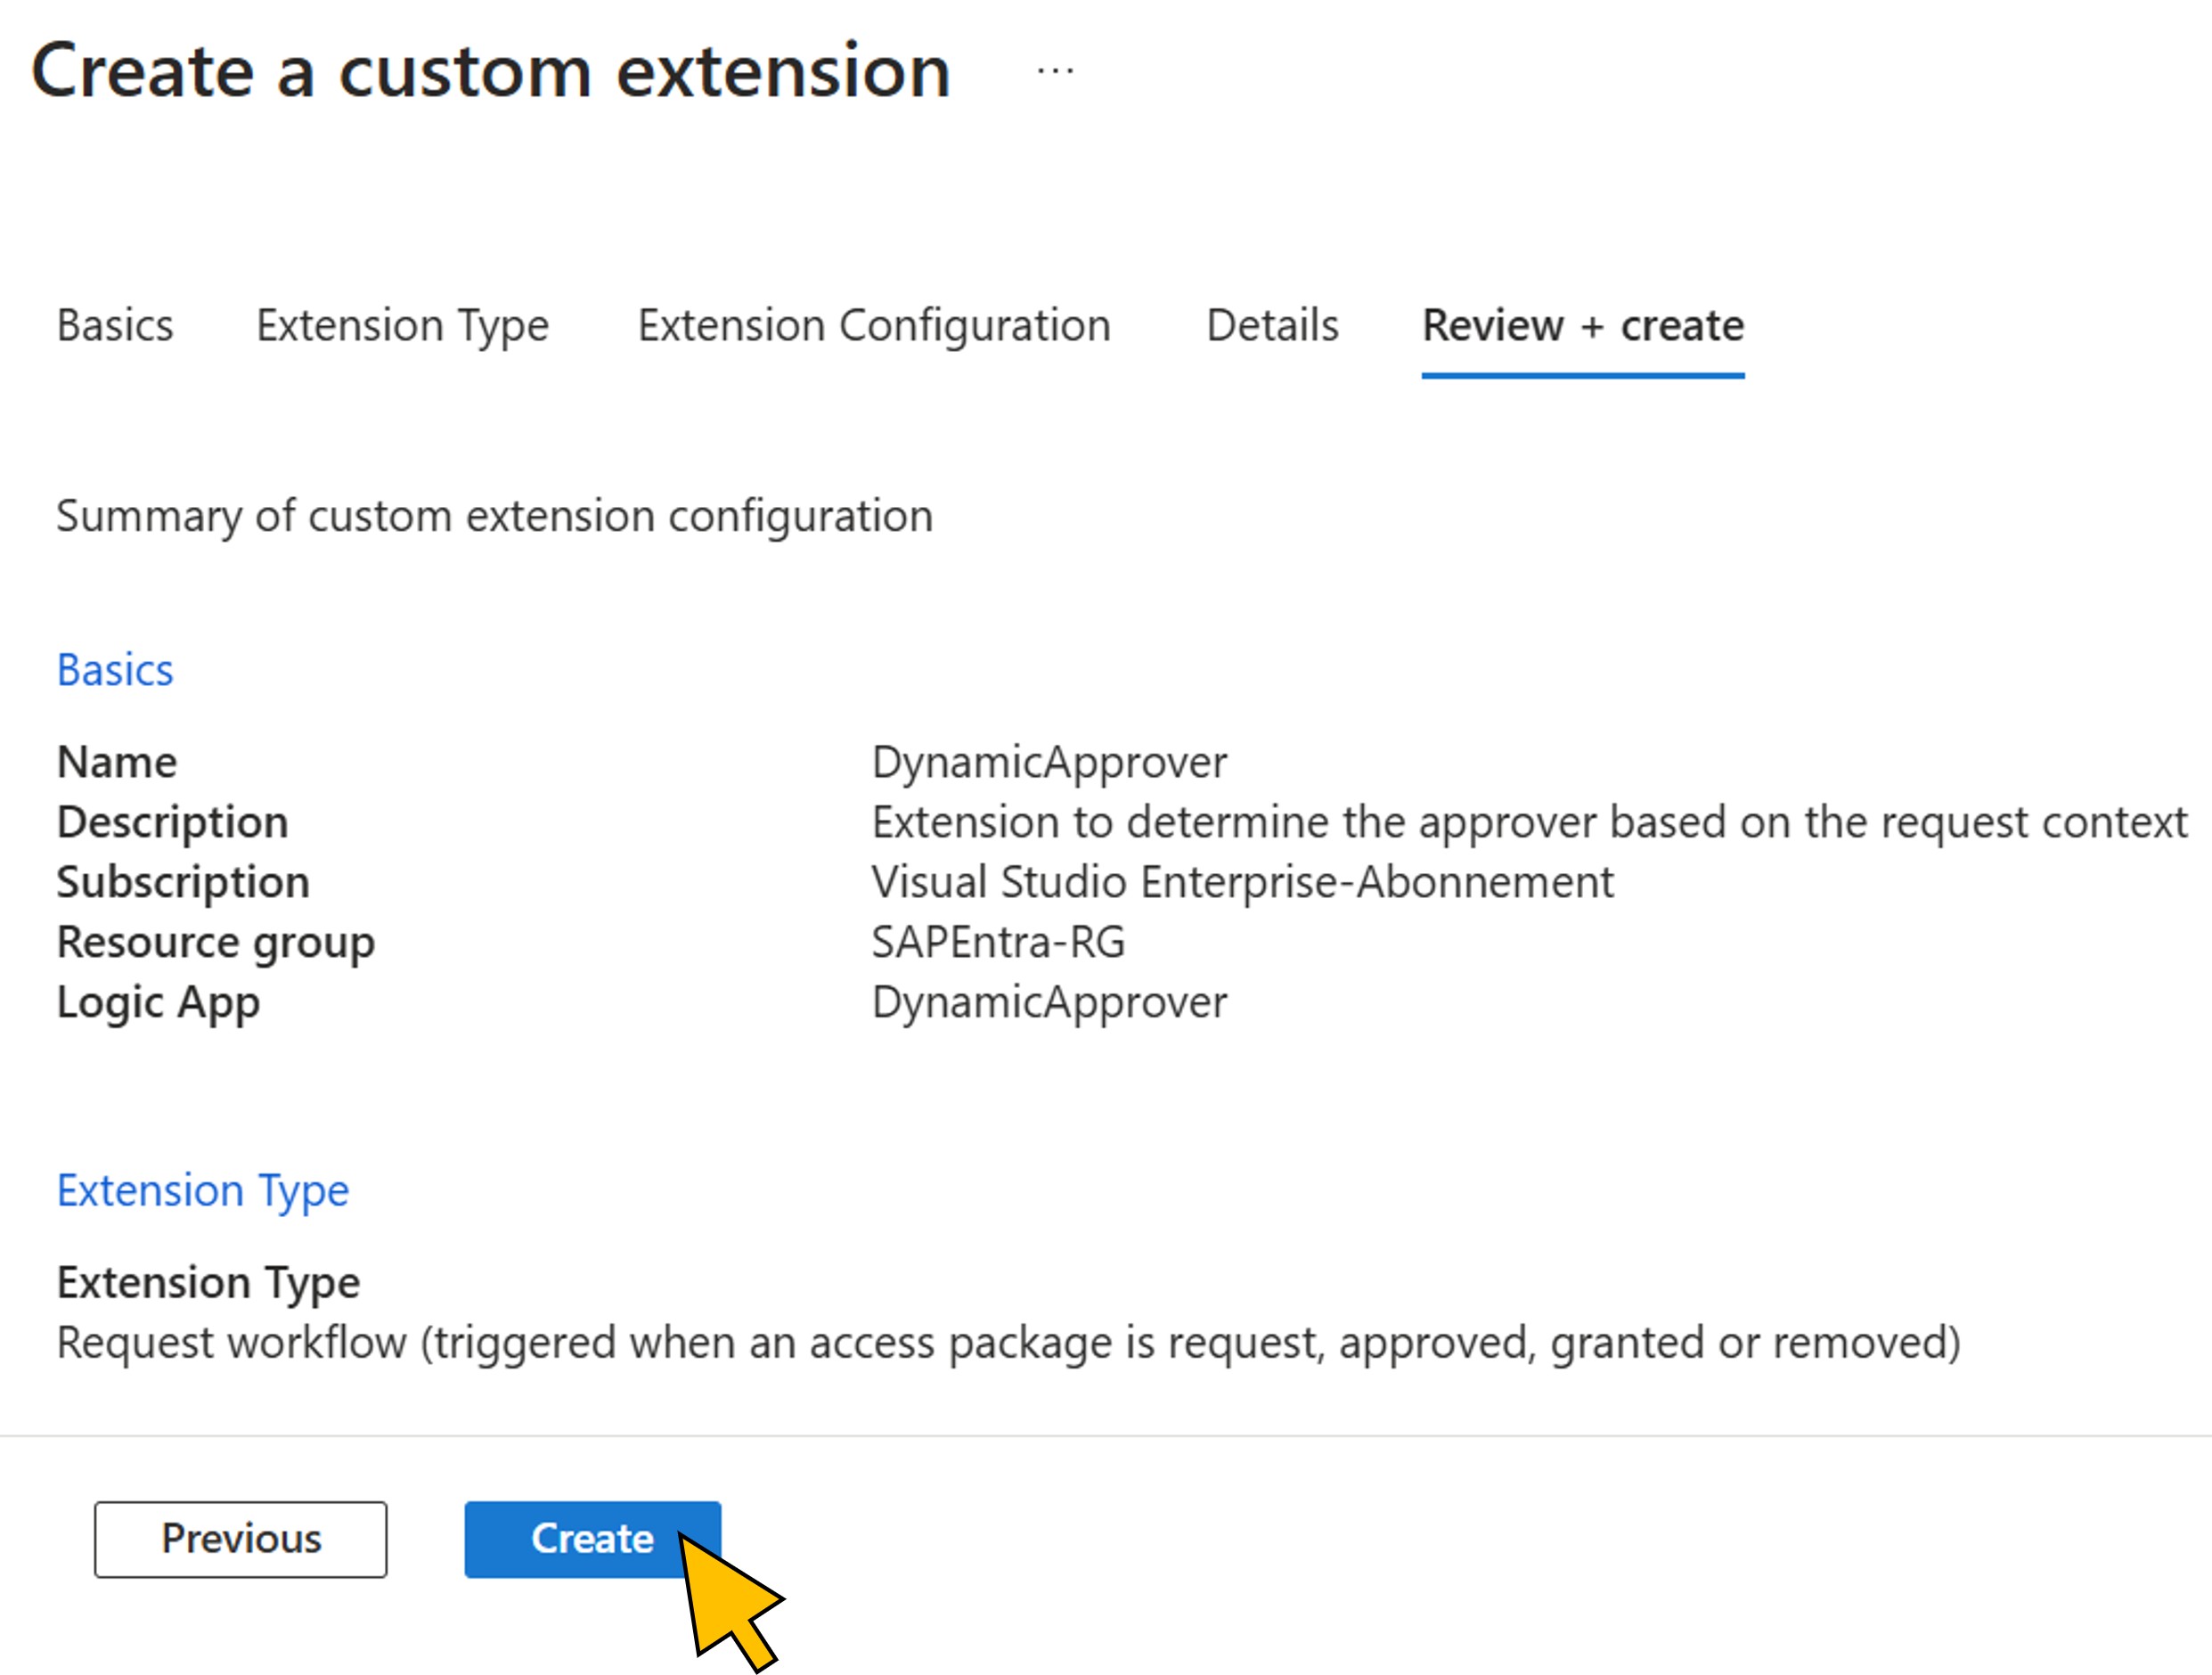 Create a custom extension ...
Basics Extension Type Extension Configuration Details Review + create
Summary of custom extension configuration
Basics
Name DynamicApprover
Description Extension to determine the approver based on the request context
Subscription Visual Studio Enterprise-Abonnement
Resource group SAPEntra-RG
Logic App DynamicApprover
Extension Type
Extension Type
Request workflow (triggered when an access package is request, approved, granted or removed)
Previous Create